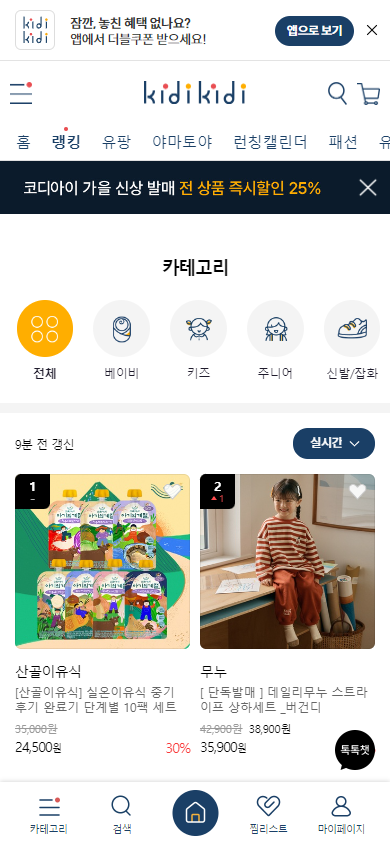 kidi
kidi
잠깐, 놓친 혜택 없나요?
앱에서 더블쿠폰 받으세요!
앱으로 보기
kidikidi
홈 랭킹 유팡 야마토야 런칭캘린더 패션 유
코디아이 가을 신상 발매 전 상품 즉시할인 25%
카테고리
전체 베이비 키즈 주니어 신발/잡화
9분 전 갱신
실시간
1
-
2
1
산골이유식
[산골이유식] 실온이유식 중기
후기 완료기 단계별 10팩 세트
35,000원
24,500원 30%
무누
[ 단독발매 ] 데일리무누 스트라
이프 상하세트 _버건디
42,900원 38,900원
35,900원
톡톡챗
카테고리 검색 찜리스트 마이페이지